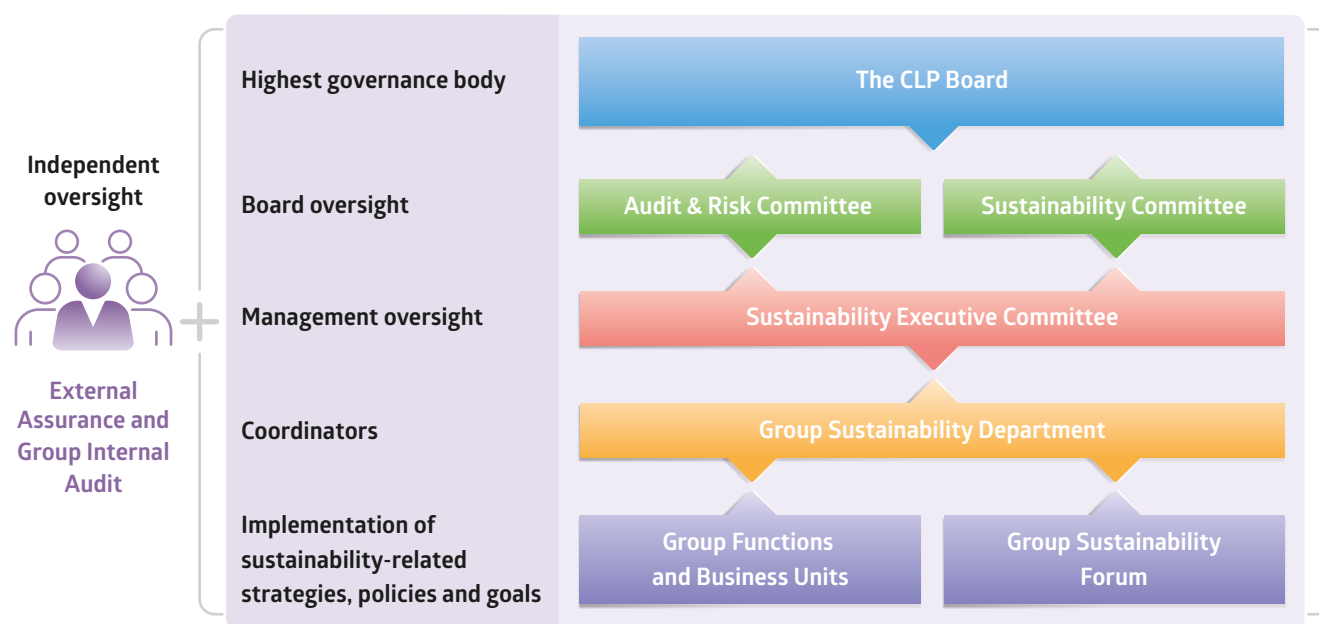 Independent
oversight
External
Assurance and
Group Internal
Audit
Highest governance body
The CLP Board
Board oversight
Audit & Risk Committee
Sustainability Committee
Management oversight
Sustainability Executive Committee
Coordinators
Group Sustainability Department
Implementation of
sustainability-related
strategies, policies and goals
Group Functions
and Business Units
Group Sustainability
Forum